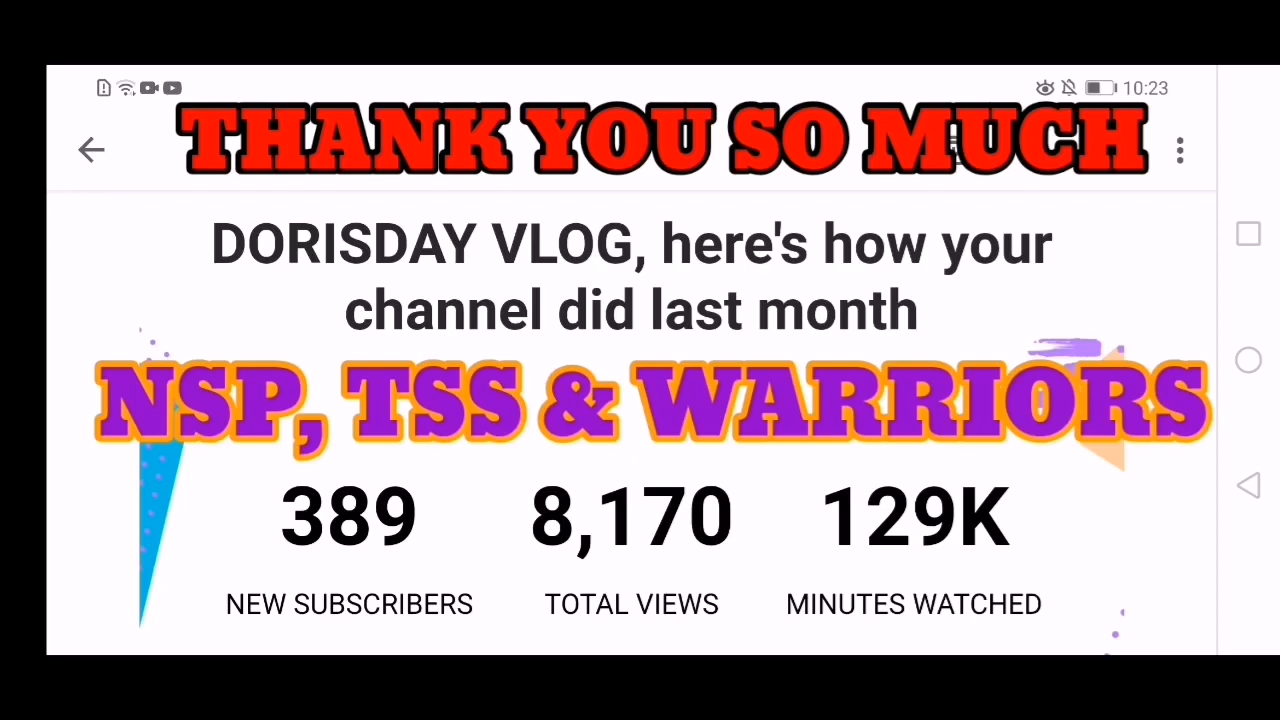 10:23
THANK YOU SO MUCH
DORISDAY VLOG, here's how your
channel did last month
NSP, TSS & WARRIORS
389 8,170 129K
NEW SUBSCRIBERS TOTAL VIEWS MINUTES WATCHED